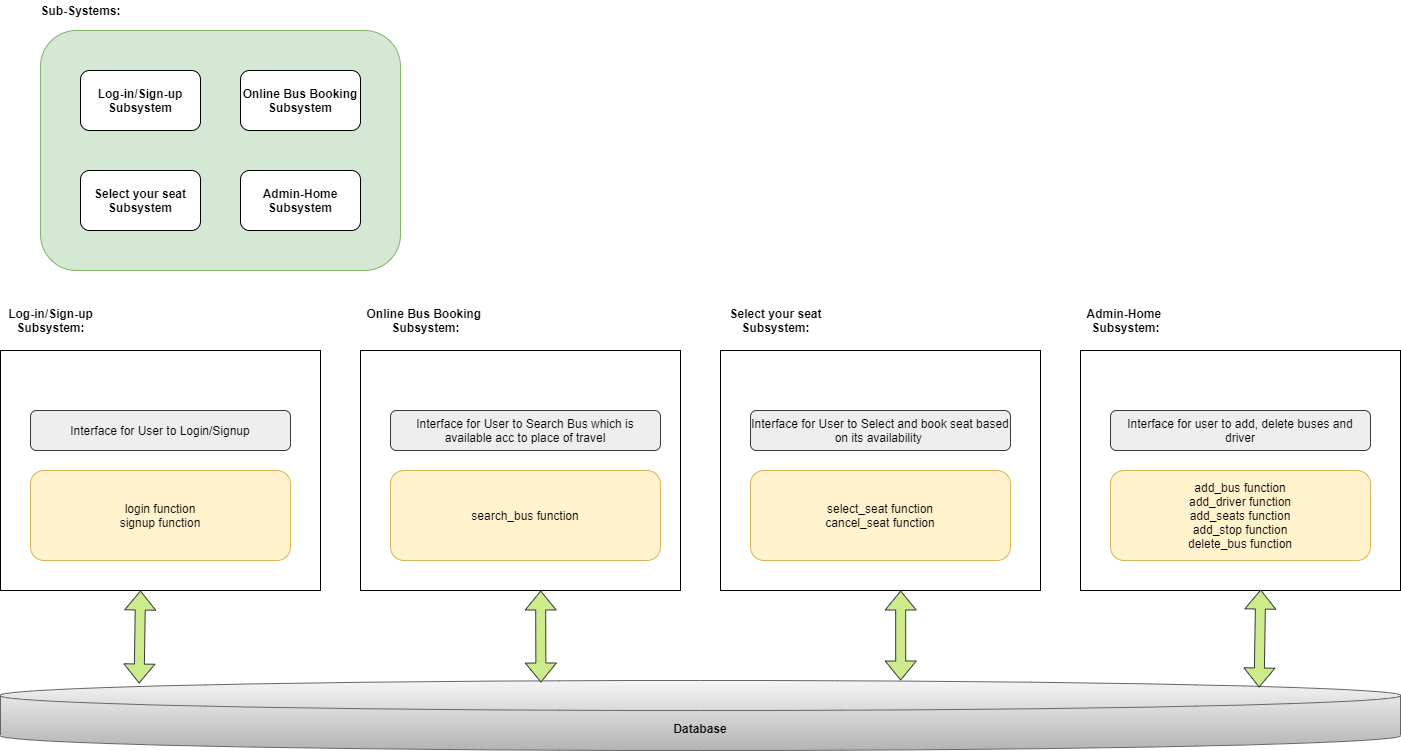 Sub-Systems:
Log-in/Sign-up
Subsystem
Online Bus Booking
Subsystem
Select your seat
Subsystem
Admin-Home
Subsystem
Log-in/Sign-up
Subsystem:
Online Bus Booking
Subsystem:
Select your seat
Subsystem:
Admin-Home
Subsystem:
Interface for User to Login/Signup
login function
signup function
Interface for User to Search Bus which is
available acc to place of travel
search_bus function
Interface for User to Select and book seat based
on its availability
select_seat function
cancel_seat function
Interface for user to add, delete buses and
driver
add_bus function
add_driver function
add_seats function
add_stop function
delete_bus function
Database